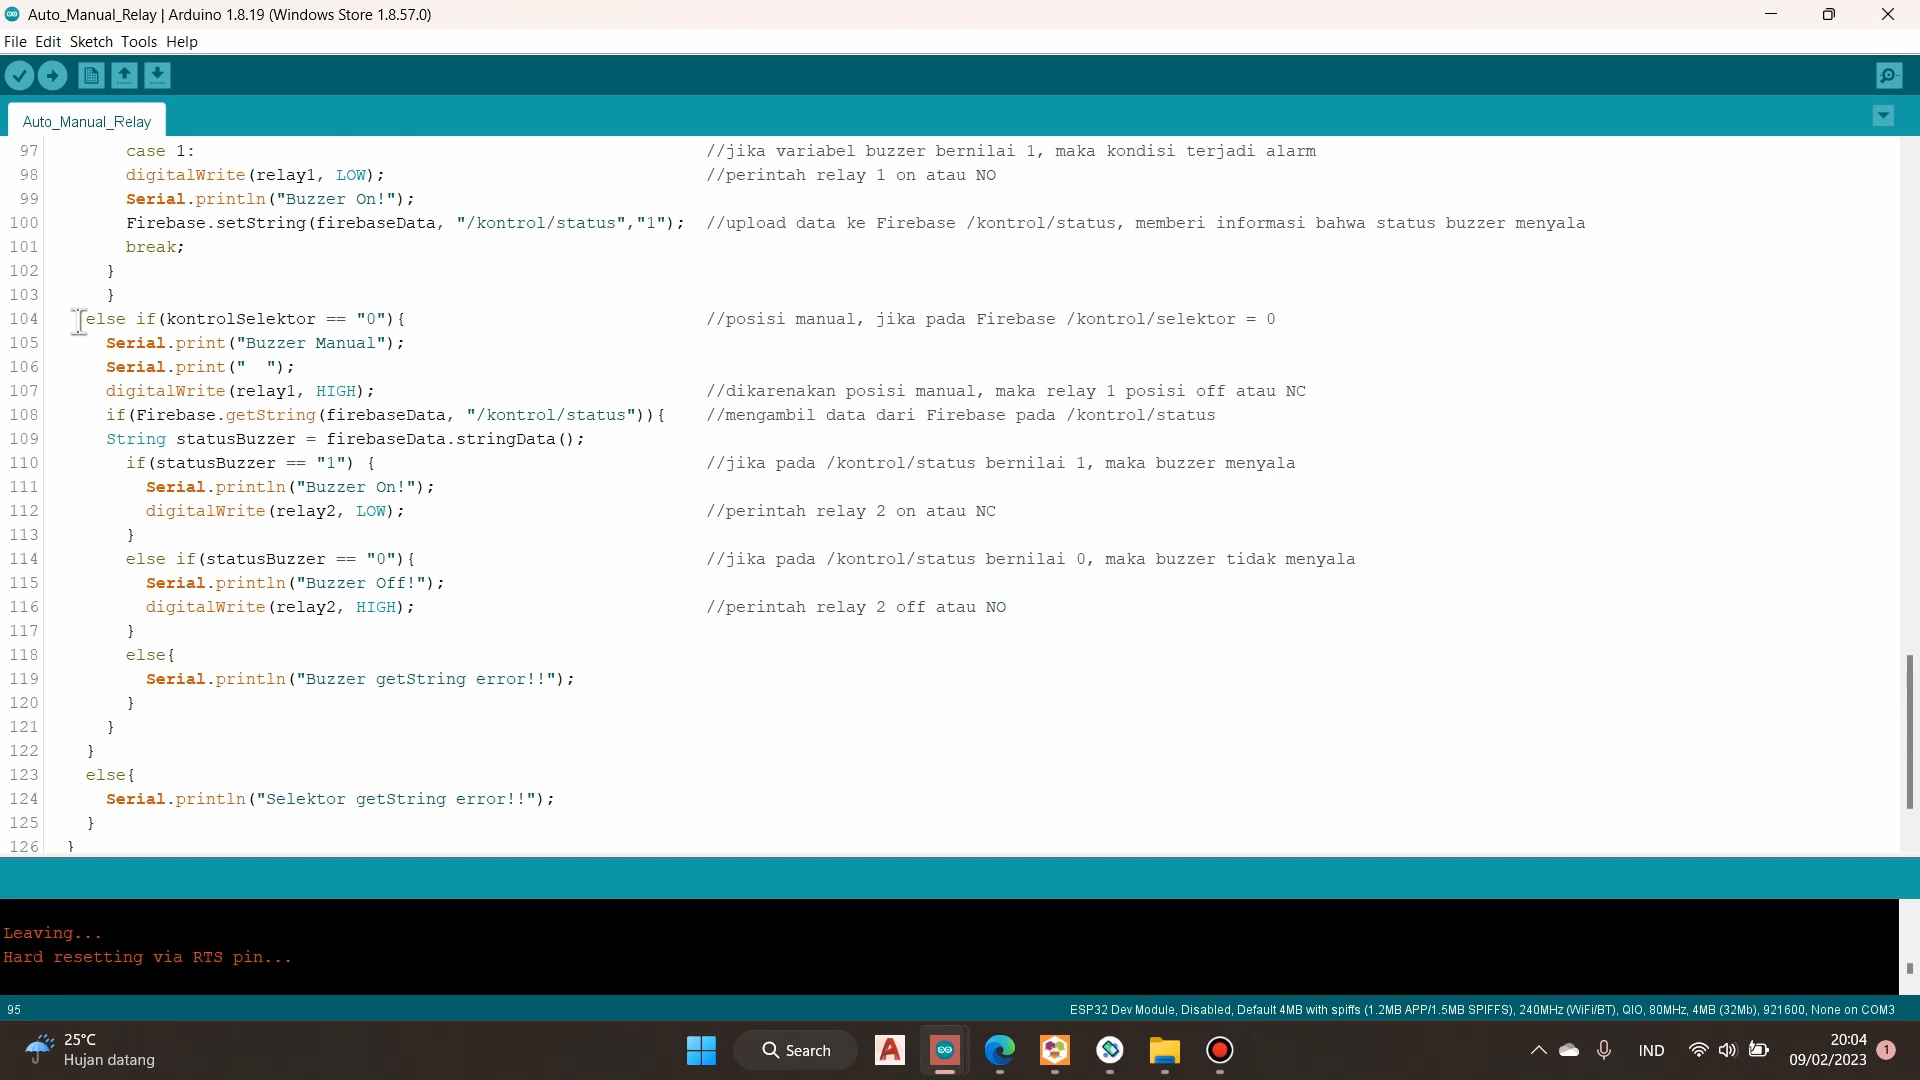 Auto_Manual_Relay | Arduino 1.8.19 (Windows Store 1.8.57.0)
File Edit Sketch Tools Help
Auto_Manual_Relay
97 case 1: //jika variabel buzzer bernilai 1, maka kondisi terjadi alarm
98 digitalWrite(relay1, LOW); //perintah relay 1 on atau NO
99 Serial.println("Buzzer On!");
100 Firebase.setString(firebaseData, "/kontrol/status","1"); //upload data ke Firebase /kontrol/status, memberi informasi bahwa status buzzer menyala
101 break;
102 }
103 }
104 else if(kontrolSelektor == "0"){ //posisi manual, jika pada Firebase /kontrol/selektor = 0
105 Serial.print("Buzzer Manual");
106 Serial.print("  ");
107 digitalWrite(relay1, HIGH); //dikarenakan posisi manual, maka relay 1 posisi off atau NC
108 if(Firebase.getString(firebaseData, "/kontrol/status")){ //mengambil data dari Firebase pada /kontrol/status
109 String statusBuzzer = firebaseData.stringData();
110 if(statusBuzzer == "1") { //jika pada /kontrol/status bernilai 1, maka buzzer menyala
111 Serial.println("Buzzer On!");
112 digitalWrite(relay2, LOW); //perintah relay 2 on atau NC
113 }
114 else if(statusBuzzer == "0"){ //jika pada /kontrol/status bernilai 0, maka buzzer tidak menyala
115 Serial.println("Buzzer Off!");
116 digitalWrite(relay2, HIGH); //perintah relay 2 off atau NO
117 }
118 else{
119 Serial.println("Buzzer getString error!!");
120 }
121 }
122 }
123 else{
124 Serial.println("Selektor getString error!!");
125 }
126 }
Leaving...
Hard resetting via RTS pin...
95 ESP32 Dev Module, Disabled, Default 4MB with spiffs (1.2MB APP/1.5MB SPIFFS), 240MHz (WiFi/BT), QIO, 80MHz, 4MB (32Mb), 921600, None on COM3
25°C
Hujan datang
Search
A
IND
20:04
09/02/2023
1